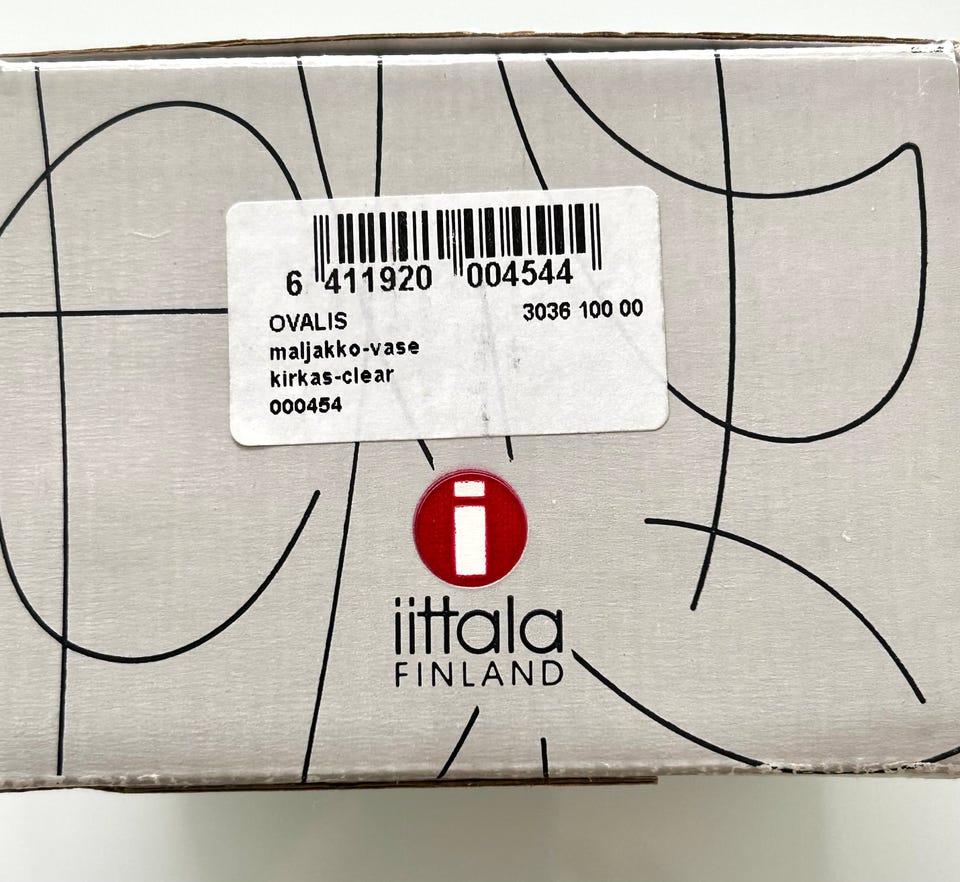 6 411920 004544
OVALIS 3036 100 00
maljakko-vase
kirkas-clear
000454
i
iittala
FINLAND